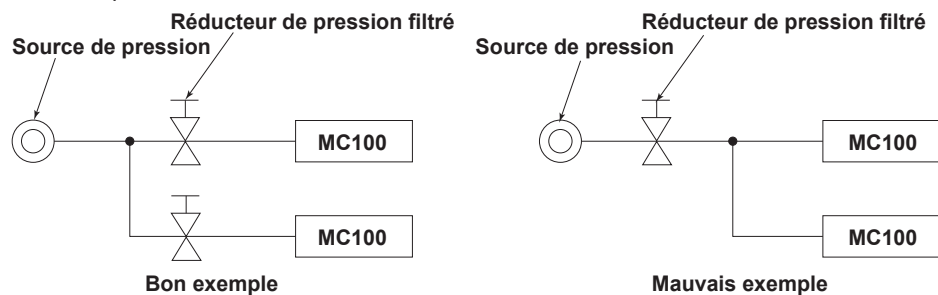 Réducteur de pression filtré
Source de pression
MC100
MC100
Bon exemple
Réducteur de pression filtré
Source de pression
MC100
MC100
Mauvais exemple